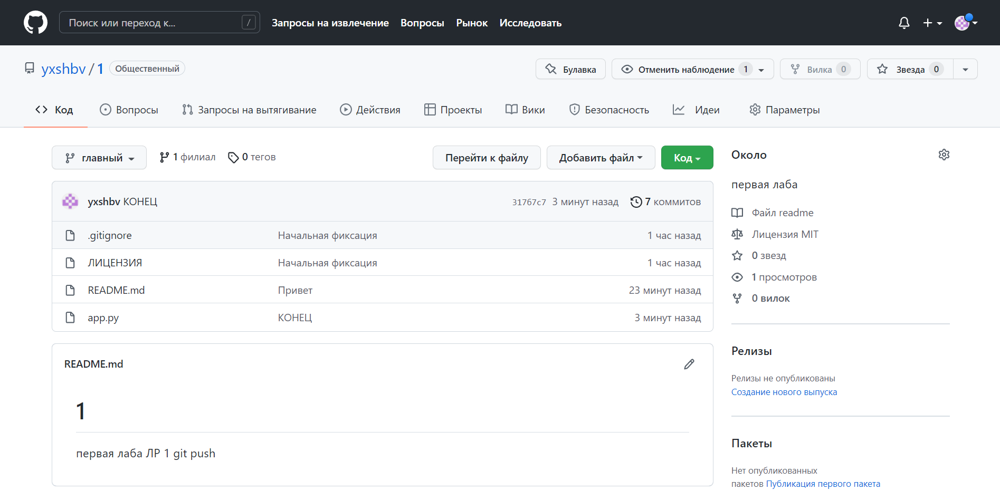 Поиск или переход к... /
Запросы на извлечение Вопросы Рынок Исследовать
yxshbv / 1 Общественный
Булавка Отменить наблюдение 1 Вилка 0 Звезда 0
Код Вопросы Запросы на вытягивание Действия Проекты Вики Безопасность Идеи Параметры
главный 1 филиал 0 тегов
Перейти к файлу Добавить файл Код
yxshbv КОНЕЦ 31767c7 3 минут назад 7 коммитов
.gitignore Начальная фиксация 1 час назад
ЛИЦЕНЗИЯ Начальная фиксация 1 час назад
README.md Привет 23 минут назад
app.py КОНЕЦ 3 минут назад
README.md
1
первая лаба ЛР 1 git push
Около
первая лаба
Файл readme
Лицензия MIT
0 звезд
1 просмотров
0 вилок
Релизы
Релизы не опубликованы
Создание нового выпуска
Пакеты
Нет опубликованных
пакетов Публикация первого пакета